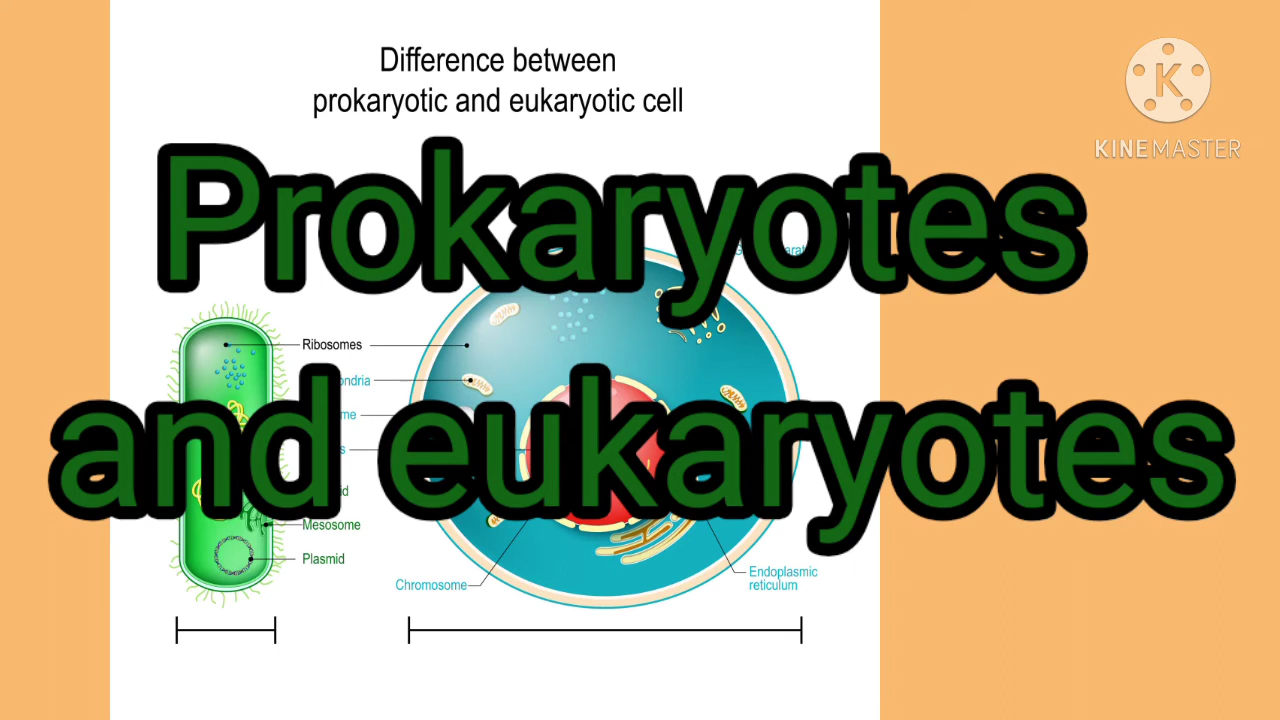 Difference between
prokaryotic and eukaryotic cell
K
KINEMASTER
Prokaryotes
Ribosomes
and eukaryotes
Mesosome
Plasmid
Chromosome
Endoplasmic
reticulum